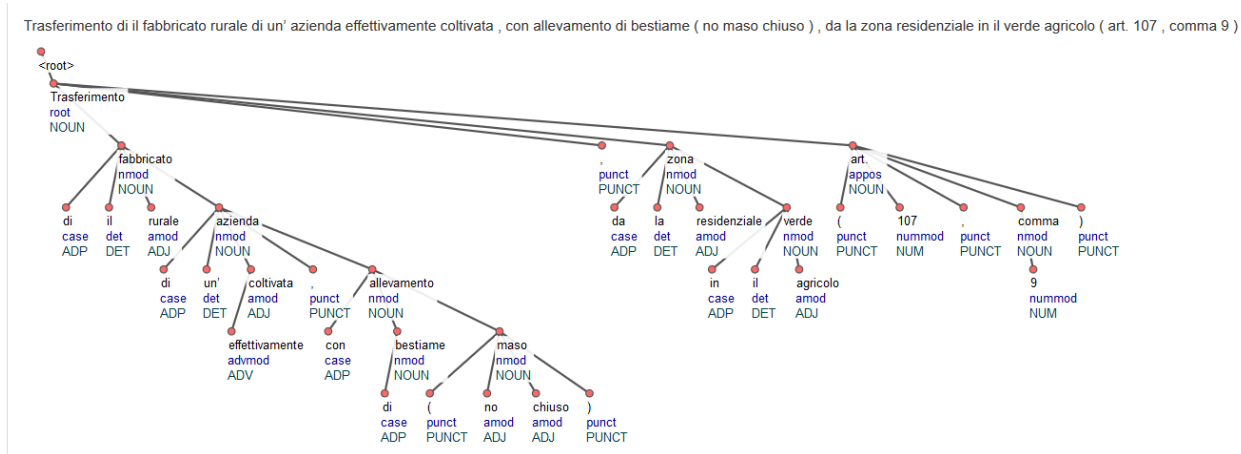 Trasferimento di il fabbricato rurale di un' azienda effettivamente coltivata , con allevamento di bestiame ( no maso chiuso ) , da la zona residenziale in il verde agricolo ( art. 107 , comma 9 )
<root>
Trasferimento
root
NOUN
fabbricato , zona art.
nmod punct nmod appos
NOUN PUNCT NOUN NOUN
di il rurale azienda da la residenziale verde ( 107 , comma )
case det amod nmod case det amod nmod punct nummod punct nmod punct
ADP DET ADJ NOUN ADP DET ADJ NOUN PUNCT NUM PUNCT NOUN PUNCT
di un' coltivata , allevamento in il agricolo 9
case det amod punct nmod case det amod nummod
ADP DET ADJ PUNCT NOUN ADP DET ADJ NUM
effettivamente con bestiame maso
advmod case nmod nmod
ADV ADP NOUN NOUN
di ( no chiuso )
case punct amod amod punct
ADP PUNCT ADJ ADJ PUNCT